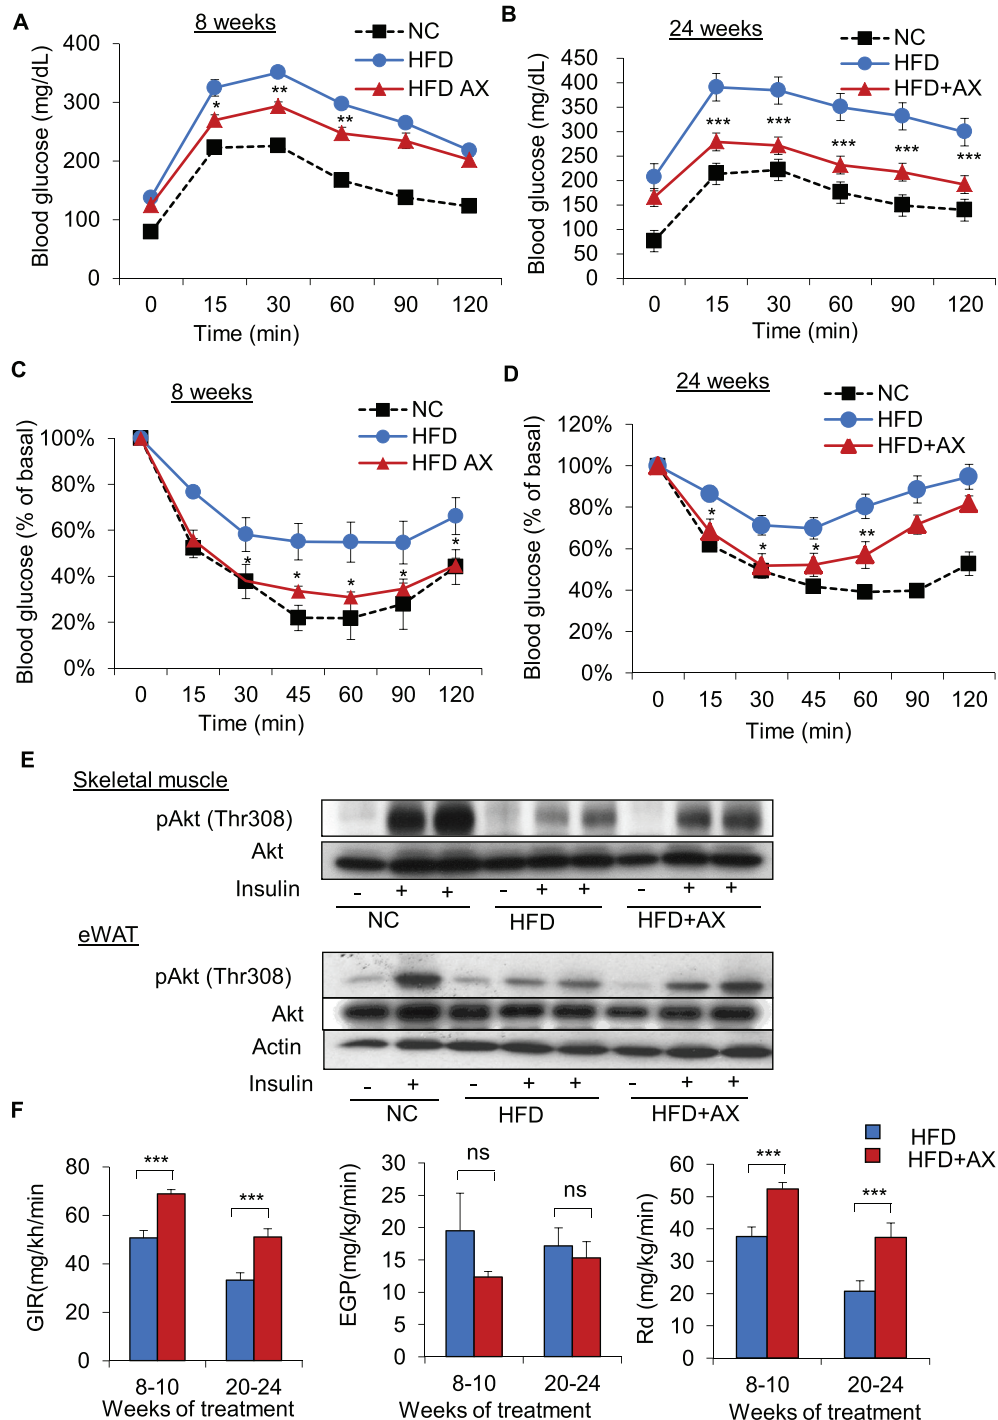 A
8 weeks
NC
HFD
HFD AX
Blood glucose (mg/dL)
400
300
200
100
0
*
**
**
0 15 30 60 90 120
Time (min)
B
24 weeks
NC
HFD
HFD+AX
Blood glucose (mg/dL)
450
400
350
300
250
200
150
100
50
0
***
***
***
***
***
0 15 30 60 90 120
Time (min)
C
8 weeks
NC
HFD
HFD AX
Blood glucose (% of basal)
100%
80%
60%
40%
20%
0%
*
*
*
*
*
0 15 30 45 60 90 120
Time (min)
D
24 weeks
NC
HFD
HFD+AX
Blood glucose (% of basal)
120%
100%
80%
60%
40%
20%
0%
*
*
*
**
0 15 30 45 60 90 120
Time (min)
E
Skeletal muscle
pAkt (Thr308)
Akt
Insulin - + + - + + - + +
NC HFD HFD+AX
eWAT
pAkt (Thr308)
Akt
Actin
Insulin - + - + + - + +
NC HFD HFD+AX
F
HFD
HFD+AX
GIR(mg/kh/min
80
60
40
20
0
***
***
8-10 20-24
Weeks of treatment
EGP(mg/kg/min)
30
25
20
15
10
5
0
ns
ns
8-10 20-24
Weeks of treatment
Rd (mg/kg/min)
60
50
40
30
20
10
0
***
***
8-10 20-24
Weeks of treatment